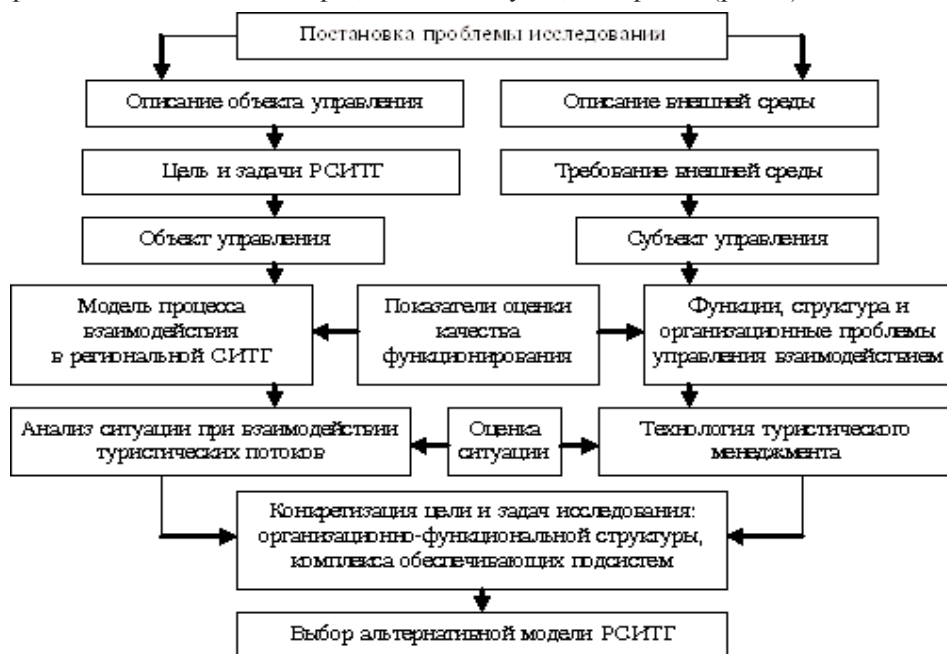 Постановка проблемы исследования
Описание объекта управления
Описание внешней среды
Цель и задачи РСИТГ
Требование внешней среды
Объект управления
Субъект управления
Модель процесса
взаимодействия
в региональной СИТГ
Показатели оценки
качества
функционирования
Функции, структура и
организационные проблемы
управления взаимодействием
Анализ ситуации при взаимодействии
туристических потоков
Оценка
ситуации
Технология туристического
менеджмента
Конкретизация цели и задач исследования:
организационно-функциональной структуры,
комплекса обеспечивающих подсистем
Выбор альтернативной модели РСИТГ